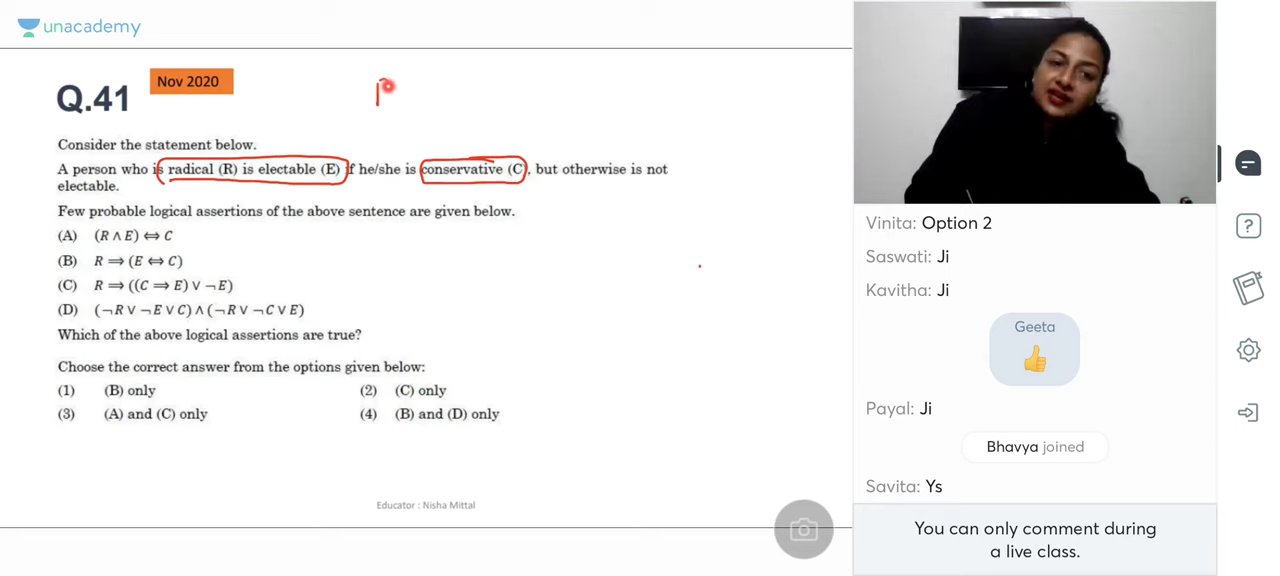 unacademy
Q.41
Nov 2020
Consider the statement below.
A person who is radical (R) is electable (E) if he/she is conservative (C), but otherwise is not
electable.
Few probable logical assertions of the above sentence are given below.
(A) (R ∧ E) ⟺ C
(B) R ⟹ (E ⟺ C)
(C) R ⟹ ((C ⟹ E) ∨ ¬ E)
(D) (¬ R ∨ ¬ E ∨ C) ∧ (¬ R ∨ ¬ C ∨ E)
Which of the above logical assertions are true?
Choose the correct answer from the options given below:
(1) (B) only (2) (C) only
(3) (A) and (C) only (4) (B) and (D) only
Educator : Nisha Mittal
Vinita: Option 2
Saswati: Ji
Kavitha: Ji
Geeta
Payal: Ji
Bhavya joined
Savita: Ys
You can only comment during
a live class.